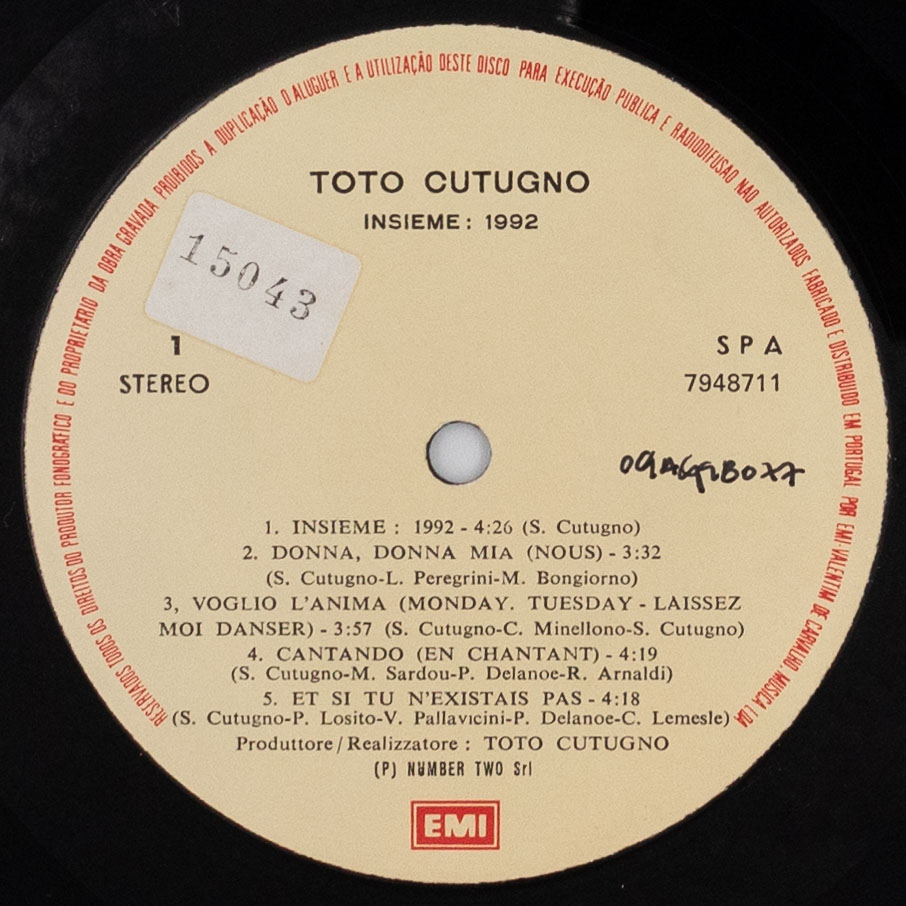 RESERVADOS TODOS OS DIREITOS DO PRODUTOR FONOGRÁFICO E DO PROPRIETÁRIO DA OBRA GRAVADA PROIBIDOS A DUPLICAÇÃO O ALUGUER E A UTILIZAÇÃO DESTE DISCO PARA EXECUÇÃO PUBLICA E RADIODIFUSAO NAO AUTORIZADOS FABRICADO E DISTRIBUIDO EM PORTUGAL POR EMI-VALENTIM DE CARVALHO, MUSICA LDA
TOTO CUTUGNO
INSIEME : 1992
15043
1
STEREO
SPA
7948711
1. INSIEME : 1992 - 4:26 (S. Cutugno)
2. DONNA, DONNA MIA (NOUS) - 3:32
(S. Cutugno-L. Peregrini-M. Bongiorno)
3, VOGLIO L'ANIMA (MONDAY. TUESDAY - LAISSEZ
MOI DANSER) - 3:57 (S. Cutugno-C. Minellono-S. Cutugno)
4. CANTANDO (EN CHANTANT) - 4:19
(S. Cutugno-M. Sardou-P. Delanoe-R. Arnaldi)
5. ET SI TU N'EXISTAIS PAS - 4:18
(S. Cutugno-P. Losito-V. Pallavicini-P. Delanoe-C. Lemesle)
Produttore/Realizzatore : TOTO CUTUGNO
(P) NUMBER TWO Srl
EMI